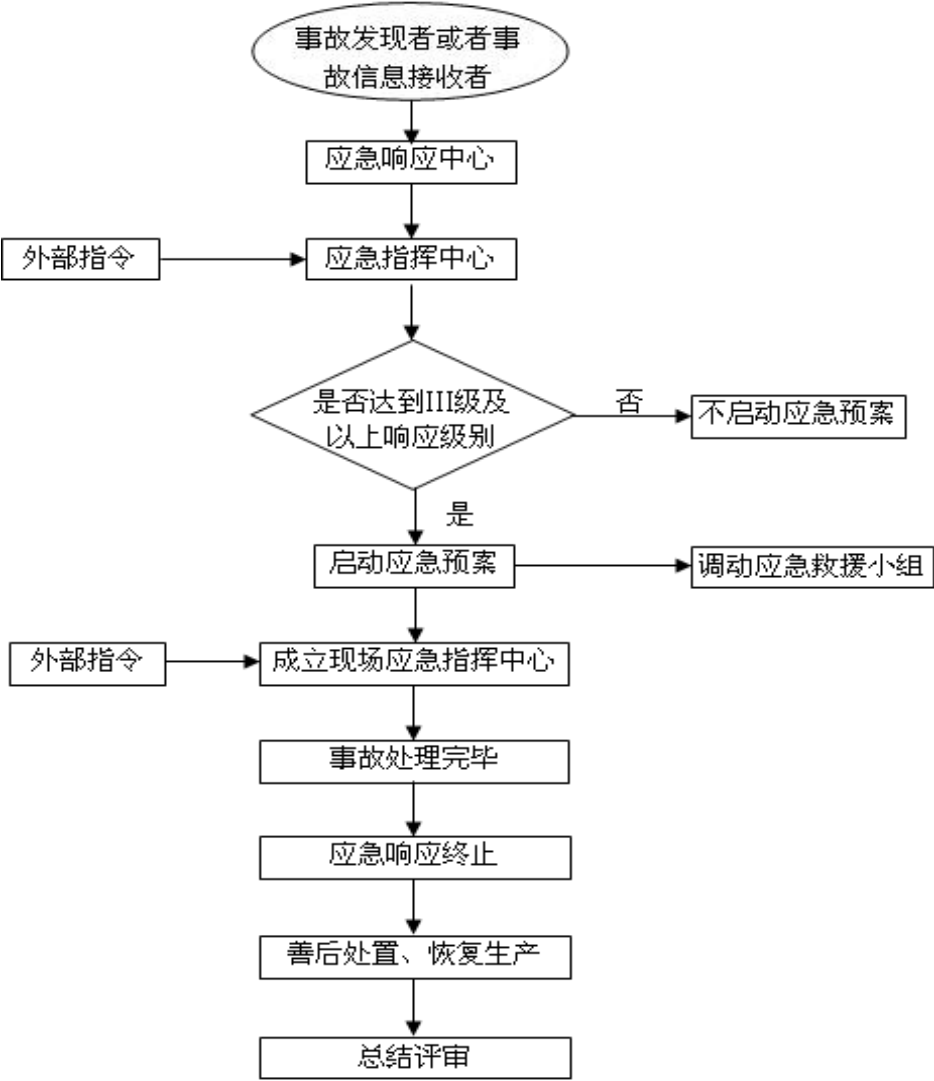 事故发现者或者事
故信息接收者
应急响应中心
外部指令
应急指挥中心
是否达到III级及
以上响应级别
否
不启动应急预案
是
启动应急预案
调动应急救援小组
外部指令
成立现场应急指挥中心
事故处理完毕
应急响应终止
善后处置、恢复生产
总结评审